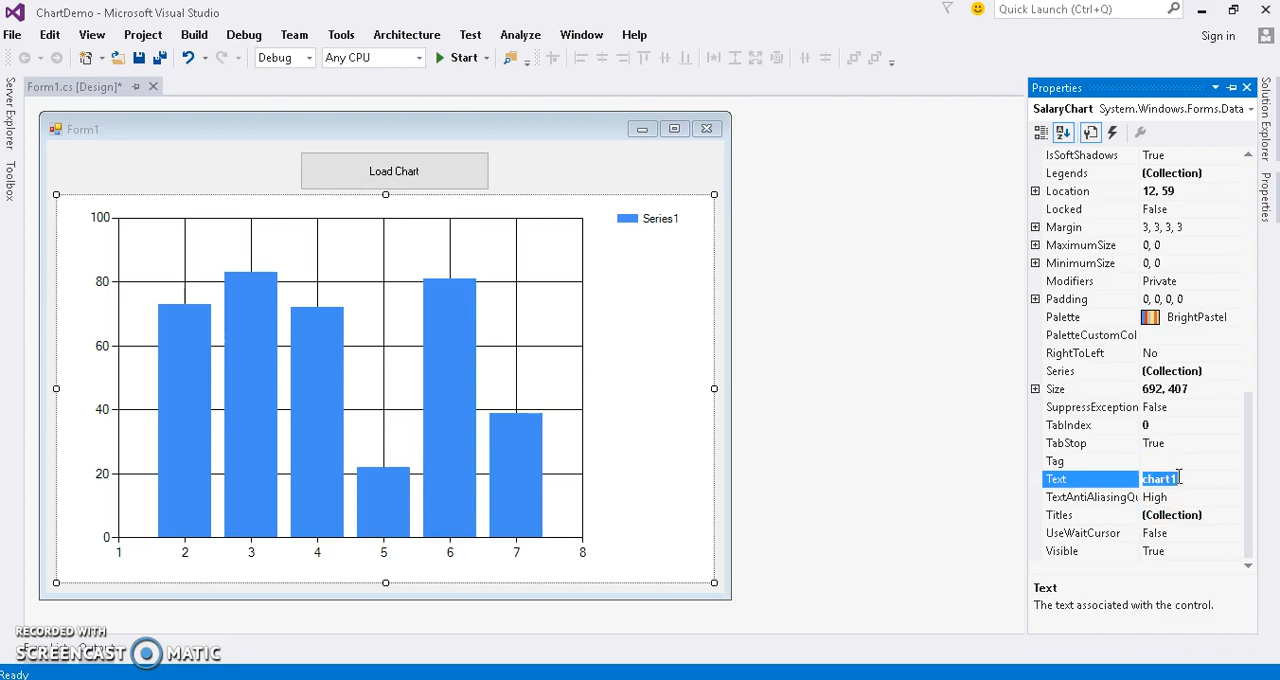 ChartDemo - Microsoft Visual Studio
Quick Launch (Ctrl+Q)
File Edit View Project Build Debug Team Tools Architecture Test Analyze Window Help
Sign in
Debug Any CPU Start
Form1.cs [Design]*
Server Explorer
Toolbox
Form1
Load Chart
Series1
100
80
60
40
20
0
1 2 3 4 5 6 7 8
Properties
SalaryChart System.Windows.Forms.Data
IsSoftShadows True
Legends (Collection)
Location 12, 59
Locked False
Margin 3, 3, 3, 3
MaximumSize 0, 0
MinimumSize 0, 0
Modifiers Private
Padding 0, 0, 0, 0
Palette BrightPastel
PaletteCustomCol
RightToLeft No
Series (Collection)
Size 692, 407
SuppressException False
TabIndex 0
TabStop True
Tag
Text chart1
TextAntiAliasingQu High
Titles (Collection)
UseWaitCursor False
Visible True
Text
The text associated with the control.
Solution Explorer
Properties
RECORDED WITH
SCREENCAST MATIC
Ready